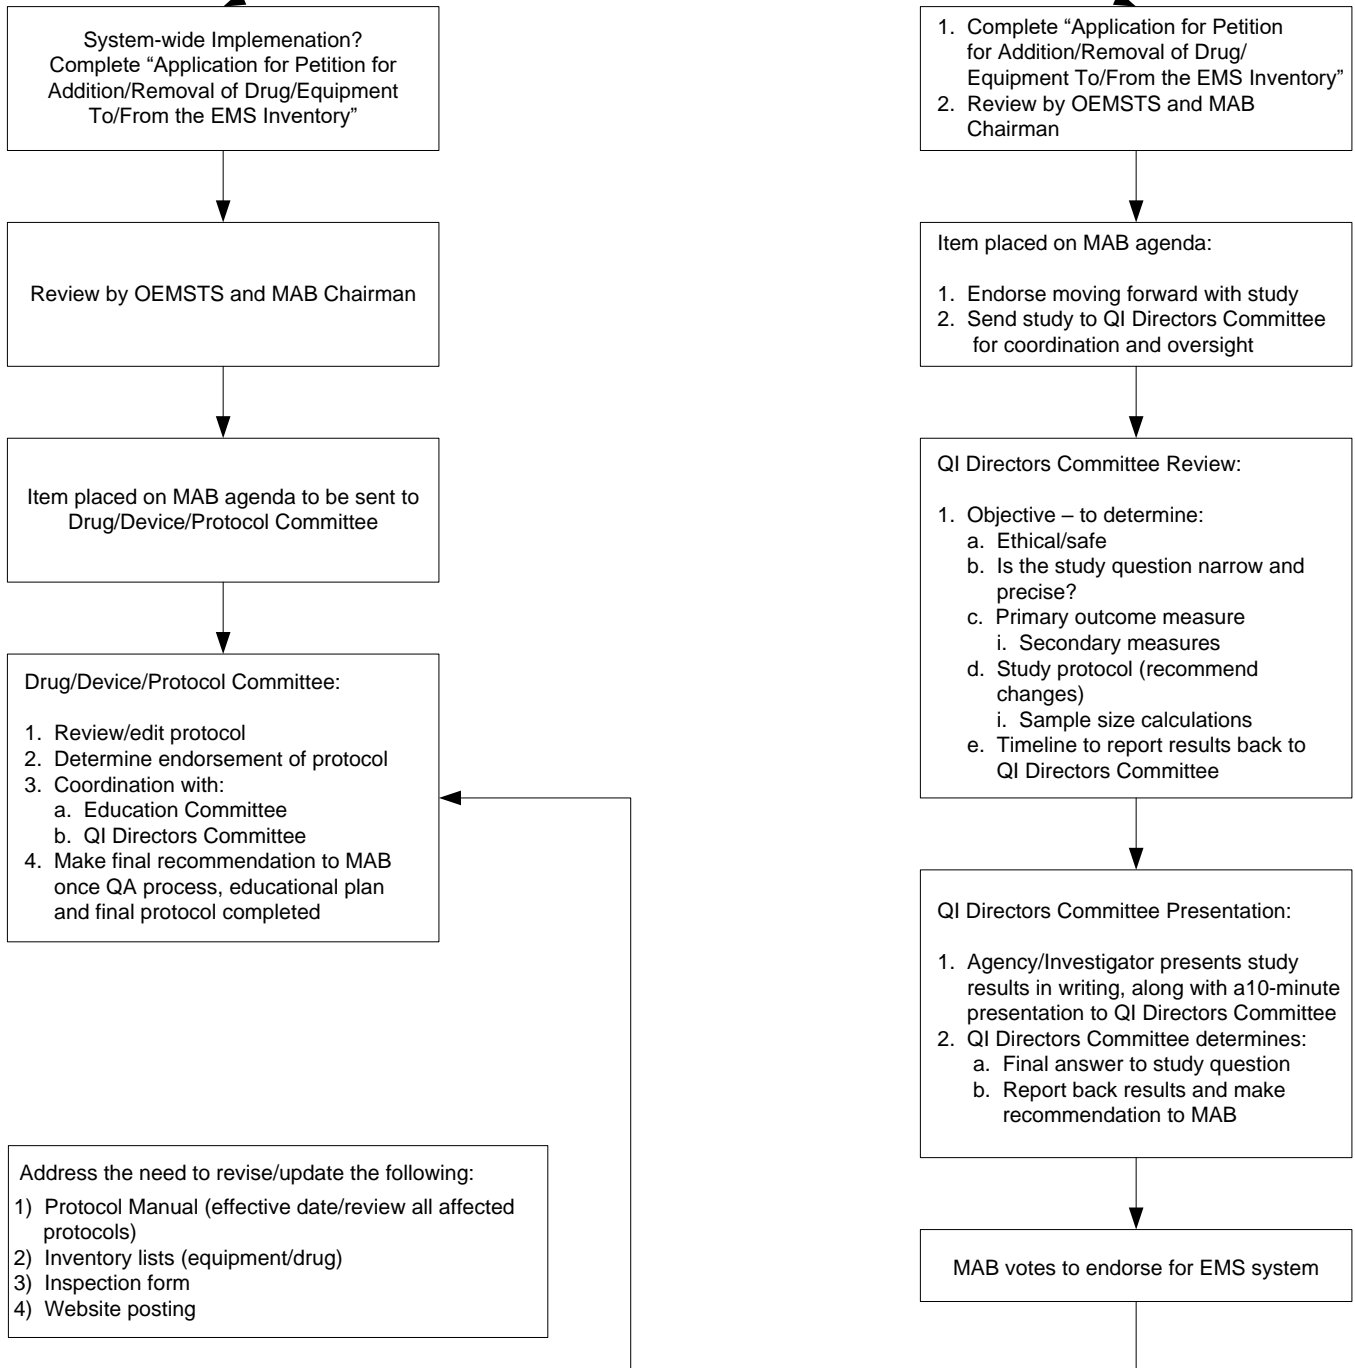 System-wide Implemenation?
Complete “Application for Petition for
Addition/Removal of Drug/Equipment
To/From the EMS Inventory”
Review by OEMSTS and MAB Chairman
Item placed on MAB agenda to be sent to
Drug/Device/Protocol Committee
Drug/Device/Protocol Committee:
1. Review/edit protocol
2. Determine endorsement of protocol
3. Coordination with:
a. Education Committee
b. QI Directors Committee
4. Make final recommendation to MAB
once QA process, educational plan
and final protocol completed
Address the need to revise/update the following:
1) Protocol Manual (effective date/review all affected
protocols)
2) Inventory lists (equipment/drug)
3) Inspection form
4) Website posting
1. Complete “Application for Petition
for Addition/Removal of Drug/
Equipment To/From the EMS Inventory”
2. Review by OEMSTS and MAB
Chairman
Item placed on MAB agenda:
1. Endorse moving forward with study
2. Send study to QI Directors Committee
for coordination and oversight
QI Directors Committee Review:
1. Objective – to determine:
a. Ethical/safe
b. Is the study question narrow and
precise?
c. Primary outcome measure
i. Secondary measures
d. Study protocol (recommend
changes)
i. Sample size calculations
e. Timeline to report results back to
QI Directors Committee
QI Directors Committee Presentation:
1. Agency/Investigator presents study
results in writing, along with a10-minute
presentation to QI Directors Committee
2. QI Directors Committee determines:
a. Final answer to study question
b. Report back results and make
recommendation to MAB
MAB votes to endorse for EMS system